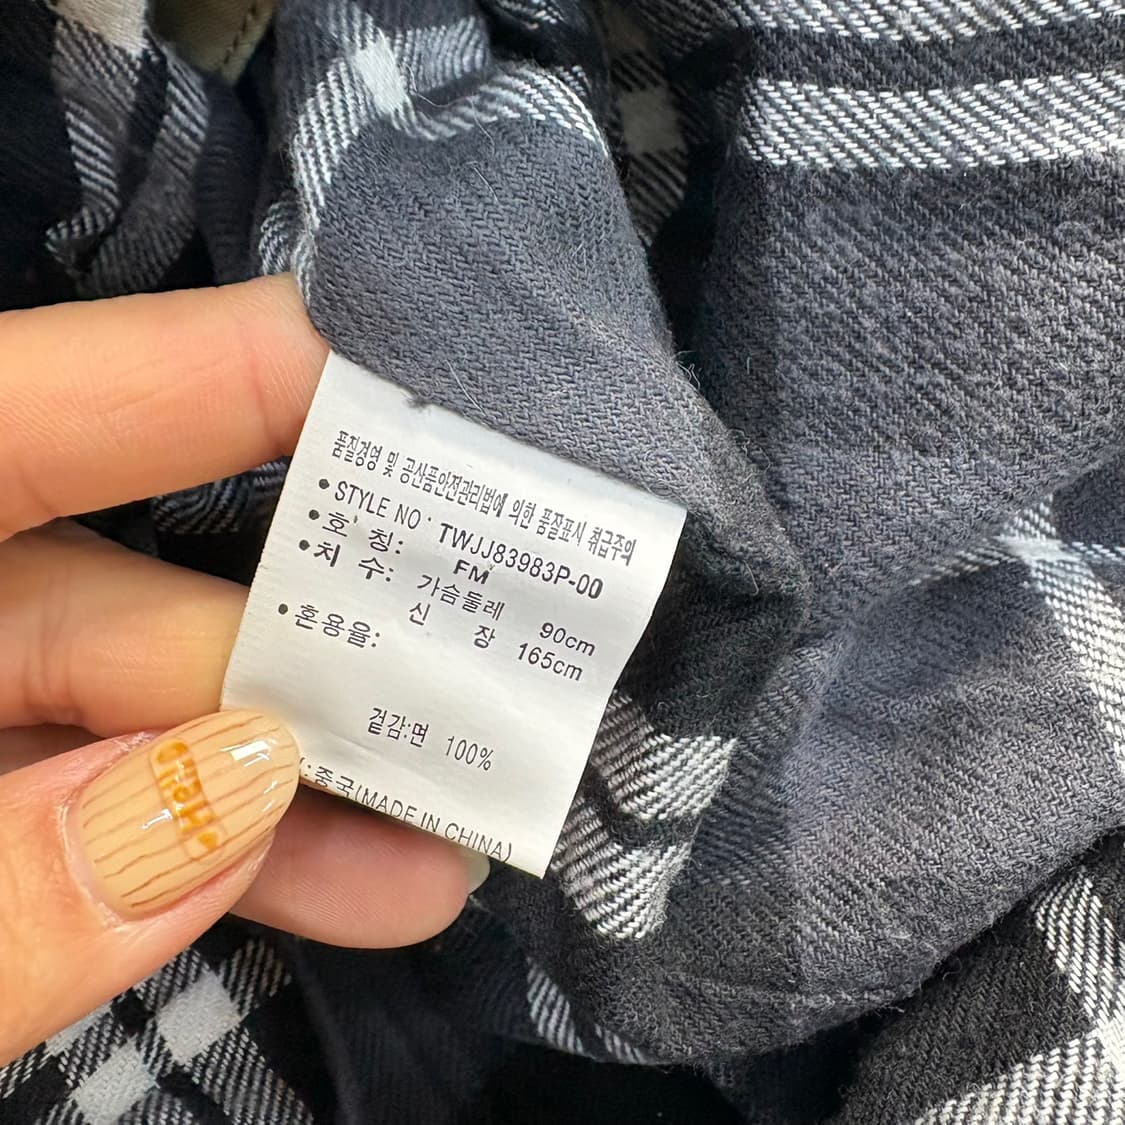 품질경영 및 공산품안전관리법에 의한 품질표시 취급주의
• STYLE NO : TWJJ83983P-00
• 호 칭: FM
• 치 수: 가슴둘레 90cm
신 장 165cm
• 혼용율:
겉감:면 100%
: 중국(MADE IN CHINA)